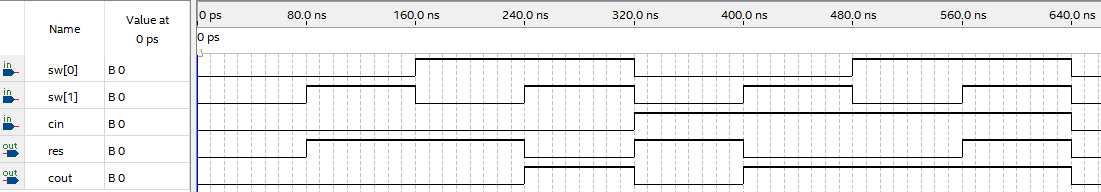 Name
Value at
0 ps
0 ps 80.0 ns 160.0 ns 240.0 ns 320.0 ns 400.0 ns 480.0 ns 560.0 ns 640.0 ns
0 ps
in sw[0] B 0
in sw[1] B 0
in cin B 0
out res B 0
out cout B 0